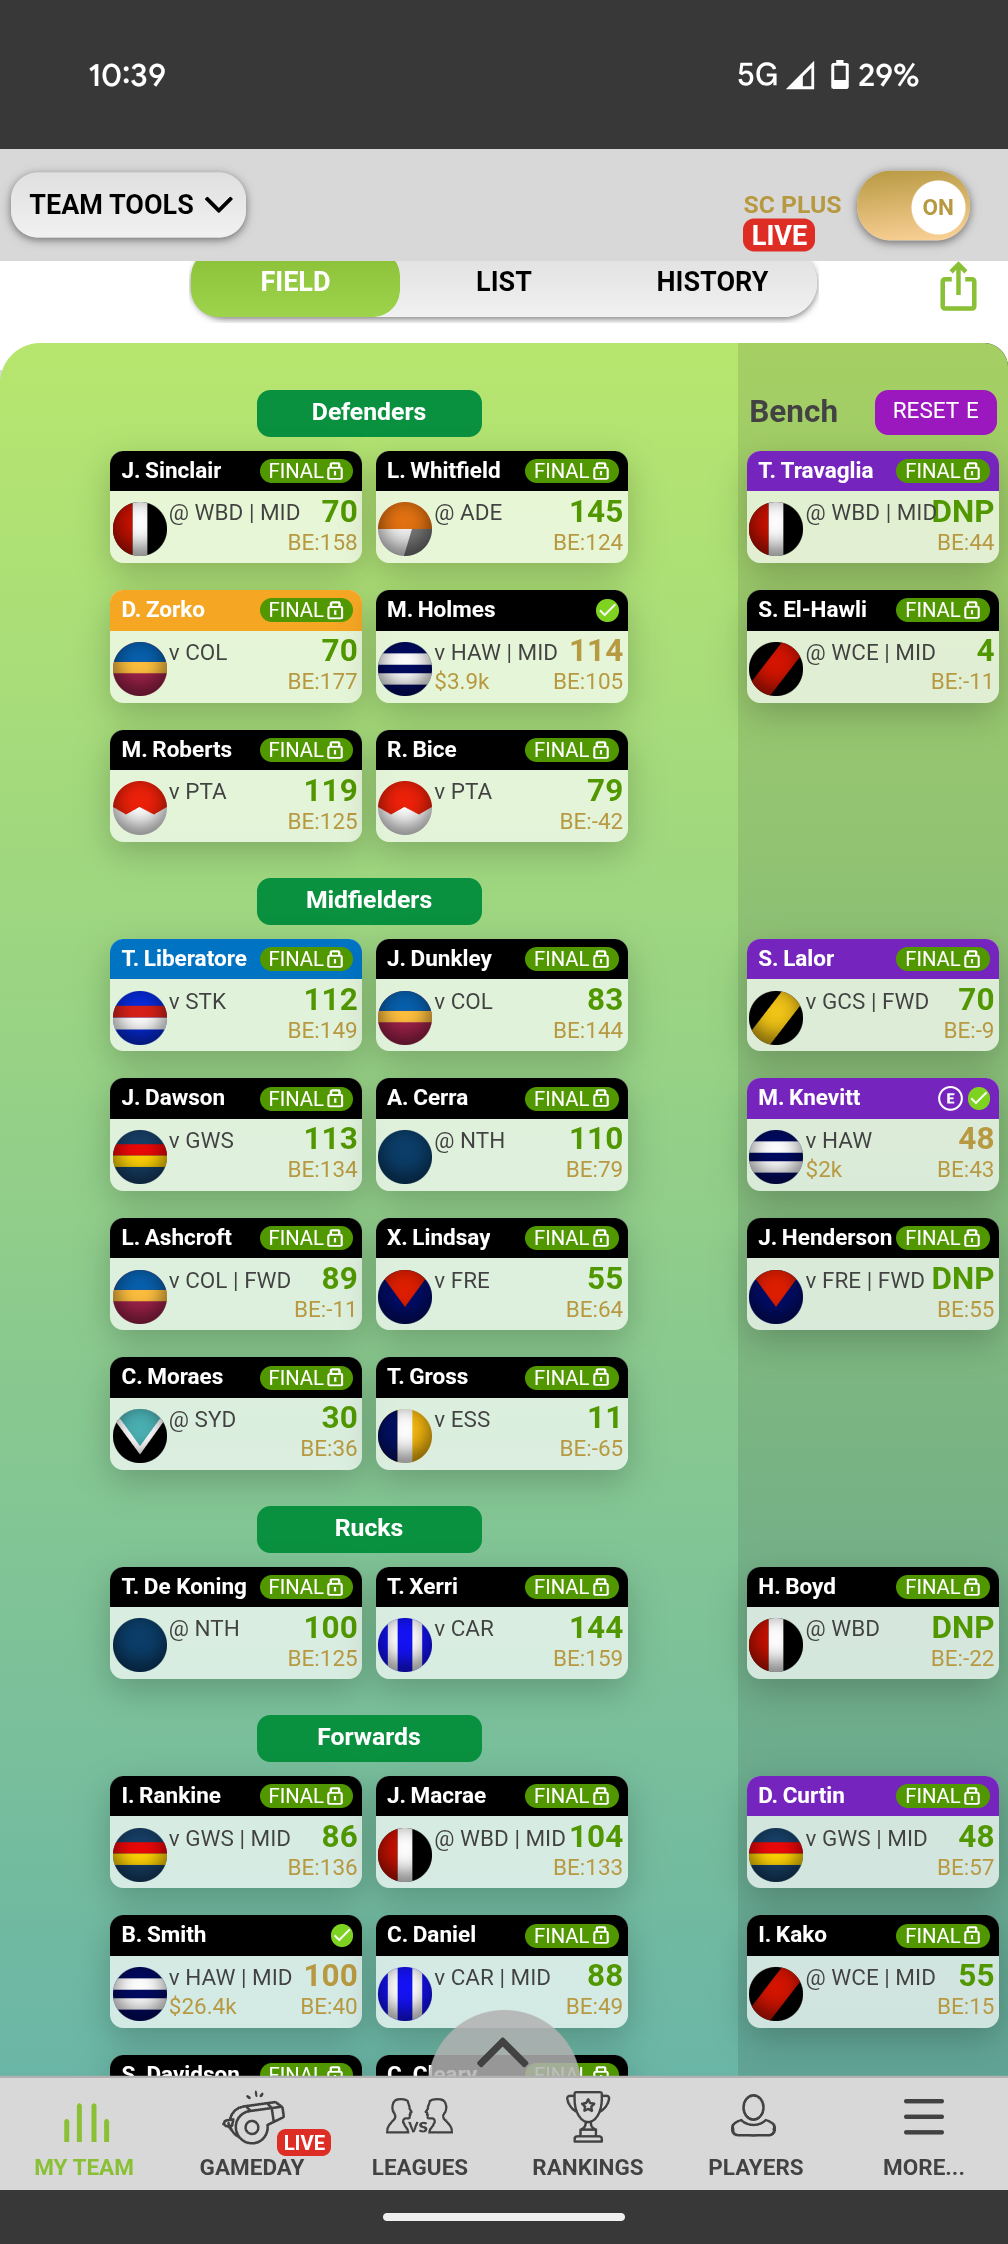 10:39 5G 29%
TEAM TOOLS SC PLUS ON
LIVE
FIELD LIST HISTORY
Defenders Bench RESET E
J. Sinclair FINAL L. Whitfield FINAL T. Travaglia FINAL
@ WBD | MID 70 @ ADE 145 @ WBD | MID DNP
BE:158 BE:124 BE:44
D. Zorko FINAL M. Holmes S. El-Hawli FINAL
v COL 70 v HAW | MID 114 @ WCE | MID 4
BE:177 $3.9k BE:105 BE:-11
M. Roberts FINAL R. Bice FINAL
v PTA 119 v PTA 79
BE:125 BE:-42
Midfielders
T. Liberatore FINAL J. Dunkley FINAL S. Lalor FINAL
v STK 112 v COL 83 v GCS | FWD 70
BE:149 BE:144 BE:-9
J. Dawson FINAL A. Cerra FINAL M. Knevitt E
v GWS 113 @ NTH 110 v HAW 48
BE:134 BE:79 $2k BE:43
L. Ashcroft FINAL X. Lindsay FINAL J. Henderson FINAL
v COL | FWD 89 v FRE 55 v FRE | FWD DNP
BE:-11 BE:64 BE:55
C. Moraes FINAL T. Gross FINAL
@ SYD 30 v ESS 11
BE:36 BE:-65
Rucks
T. De Koning FINAL T. Xerri FINAL H. Boyd FINAL
@ NTH 100 v CAR 144 @ WBD DNP
BE:125 BE:159 BE:-22
Forwards
I. Rankine FINAL J. Macrae FINAL D. Curtin FINAL
v GWS | MID 86 @ WBD | MID 104 v GWS | MID 48
BE:136 BE:133 BE:57
B. Smith C. Daniel FINAL I. Kako FINAL
v HAW | MID 100 v CAR | MID 88 @ WCE | MID 55
$26.4k BE:40 BE:49 BE:15
S. Davidson FINAL C. Cleary FINAL
VS
LIVE
MY TEAM GAMEDAY LEAGUES RANKINGS PLAYERS MORE...